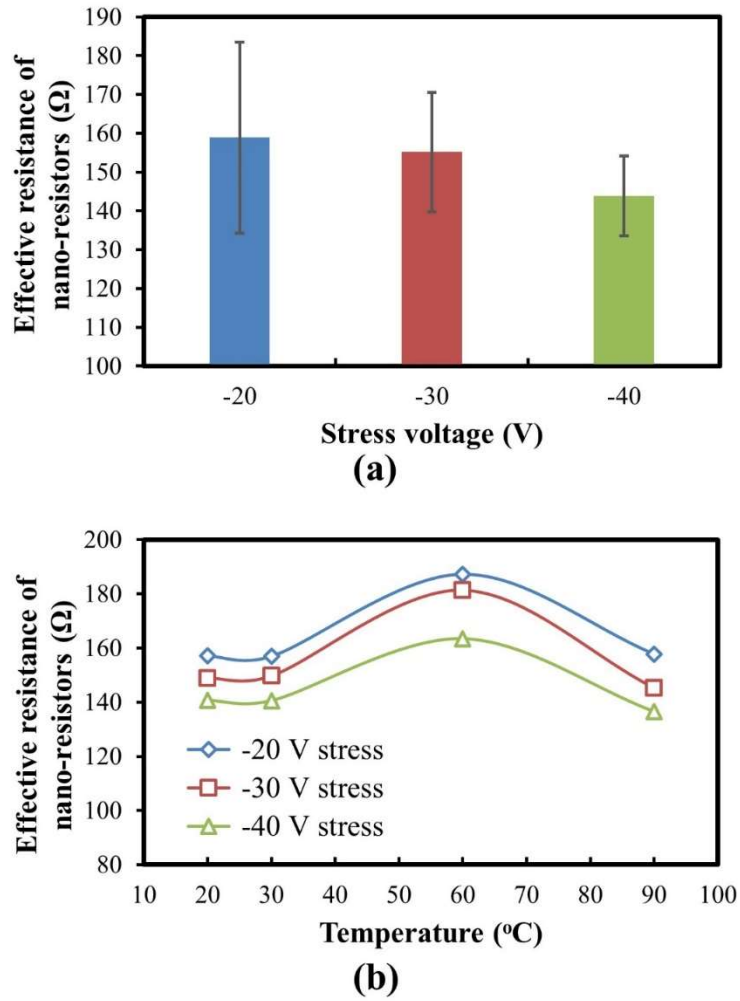 Effective resistance of
nano-resistors (Ω)
190
180
170
160
150
140
130
120
110
100
-20
-30
-40
Stress voltage (V)
(a)
Effective resistance of
nano-resistors (Ω)
200
180
160
140
120
100
80
-20 V stress
-30 V stress
-40 V stress
10
20
30
40
50
60
70
80
90
100
Temperature (ºC)
(b)